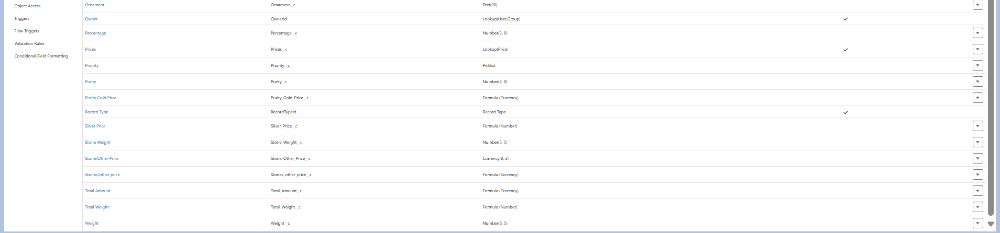 Object Access
Triggers
Flow Triggers
Validation Rules
Conditional Field Formatting
Ornament Ornament__c Text(20)
Owner OwnerId Lookup(User,Group)
Percentage Percentage__c Number(2, 0)
Prices Prices__c Lookup(Price)
Priority Priority__c Picklist
Purity Purity__c Number(2, 0)
Purity Gold Price Purity_Gold_Price__c Formula (Currency)
Record Type RecordTypeId Record Type
Silver Price Silver_Price__c Formula (Number)
Stone Weight Stone_Weight__c Number(5, 5)
Stone/Other Price Stone_Other_Price__c Currency(8, 2)
Stones/other price Stones_other_price__c Formula (Currency)
Total Amount Total_Amount__c Formula (Currency)
Total Weight Total_Weight__c Formula (Number)
Weight Weight__c Number(8, 5)